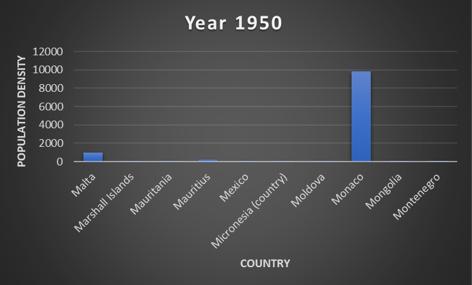 Year 1950
POPULATION DENSITY
12000
10000
8000
6000
4000
2000
0
Malta
Marshall Islands
Mauritania
Mauritius
Mexico
Micronesia (country)
Moldova
Monaco
Mongolia
Montenegro
COUNTRY